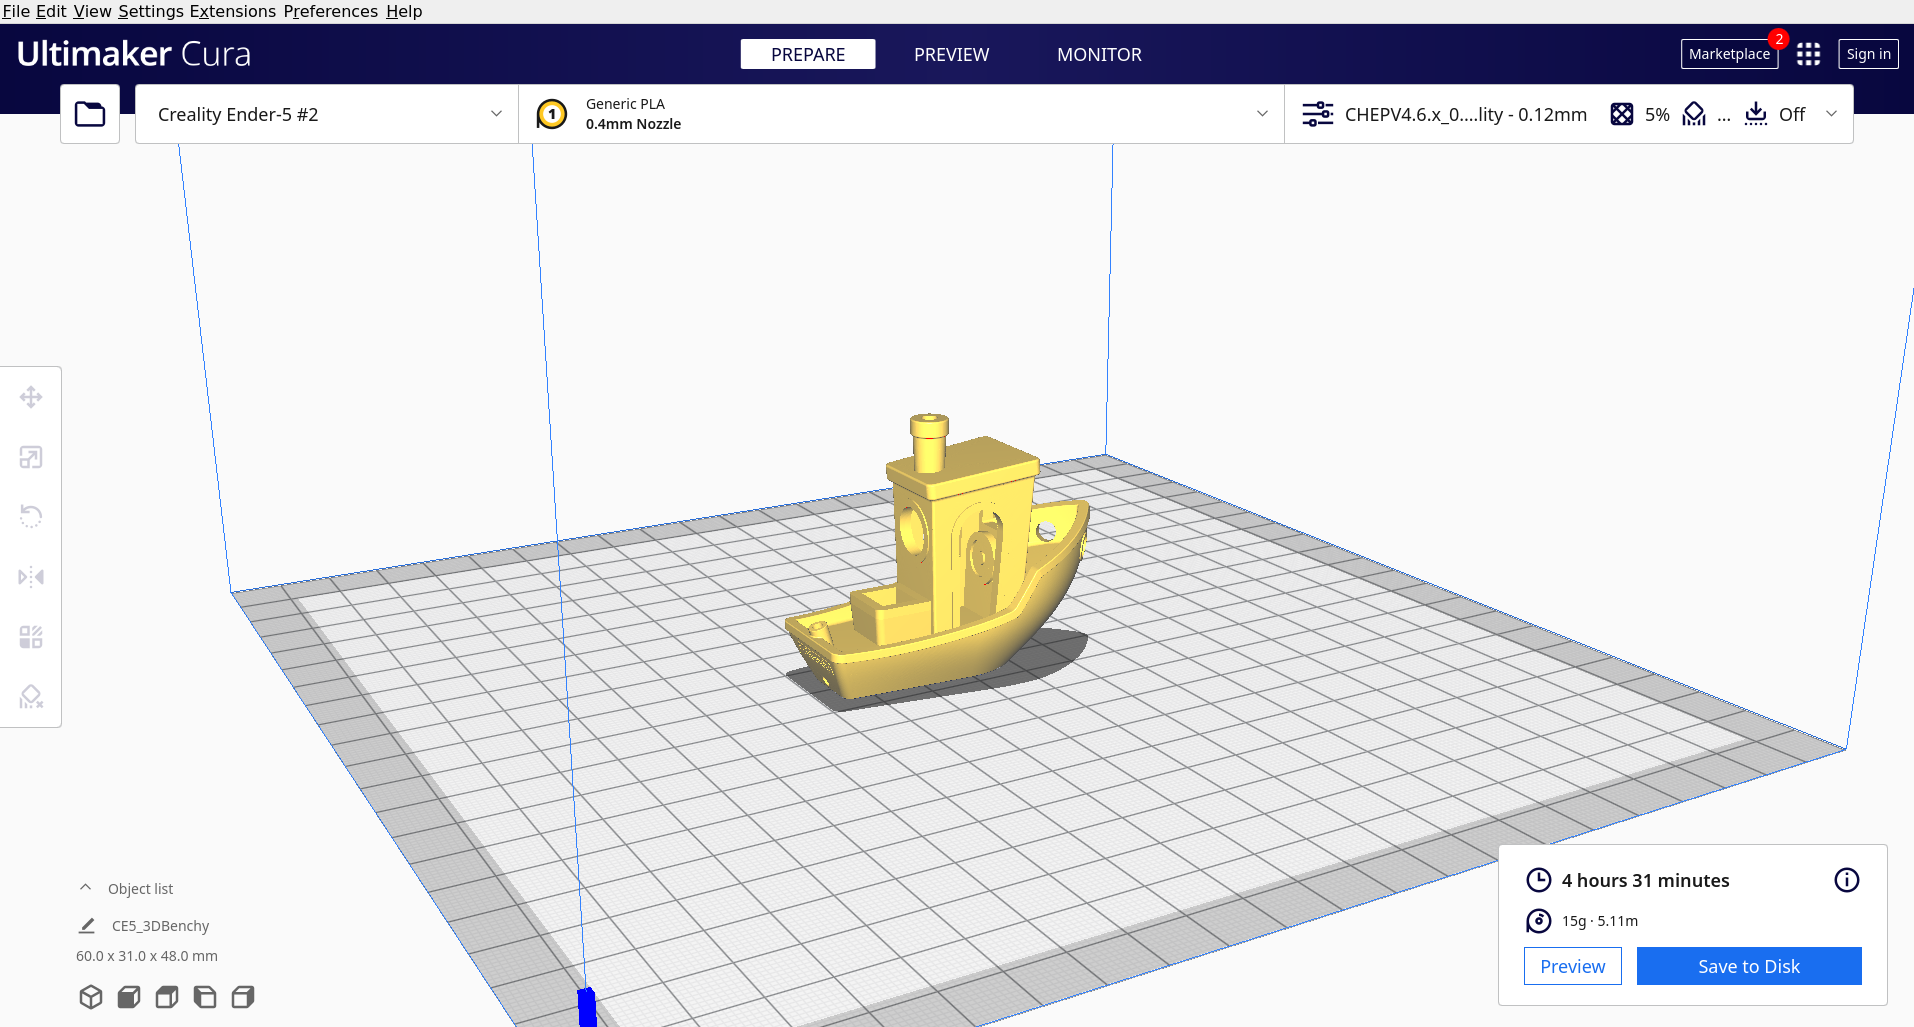 File Edit View Settings Extensions Preferences Help
Ultimaker Cura
PREPARE PREVIEW MONITOR
Marketplace 2 Sign in
Creality Ender-5 #2
1
Generic PLA
0.4mm Nozzle
CHEPV4.6.x_0....lity - 0.12mm 5% ... Off
Object list
CE5_3DBenchy
60.0 x 31.0 x 48.0 mm
4 hours 31 minutes
15g · 5.11m
Preview Save to Disk